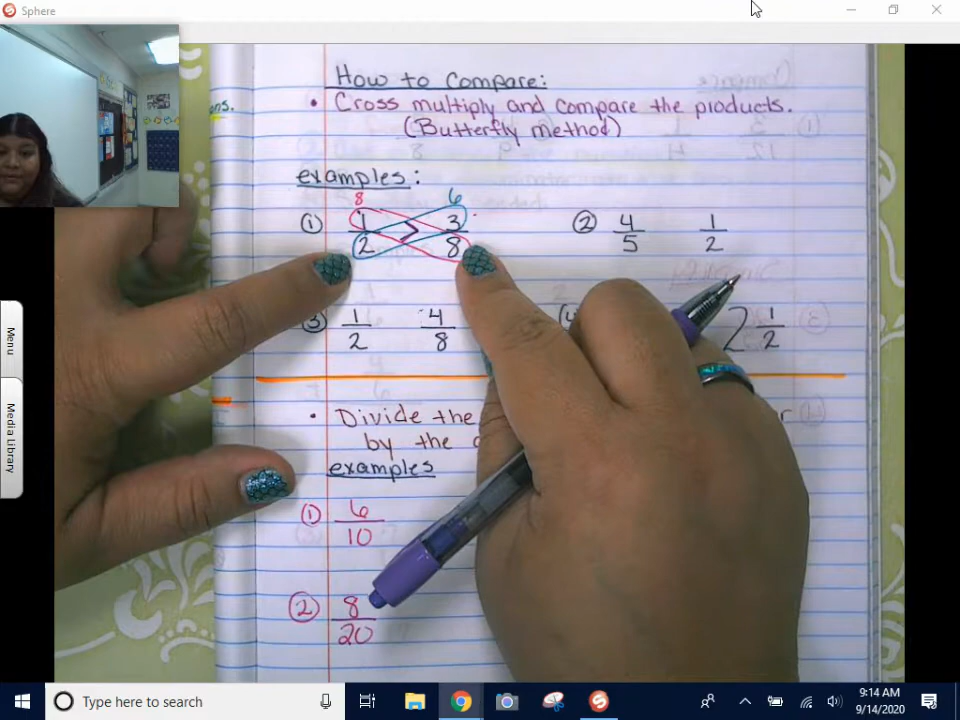 Sphere
ons.
How to Compare:
• Cross multiply and compare the products.
(Butterfly method)
examples:
8 6
① 1/2 > 3/8 ② 4/5 1/2
③ 1/2 4/8 2 1/2
• Divide the
by the
examples
① 6/10
② 8/20
Menu
Media Library
Type here to search
9:14 AM
9/14/2020